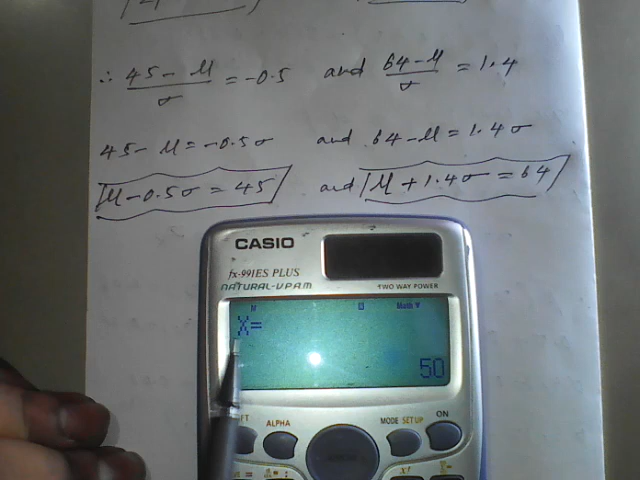 ∴ 45 - μ / σ = -0.5 and 64 - μ / σ = 1.4
45 - μ = -0.5σ and 64 - μ = 1.4σ
μ - 0.5σ = 45 and μ + 1.4σ = 64
CASIO
fx-991ES PLUS
NATURAL-V.P.A.M.
TWO WAY POWER
M D Math ▼
X=
50
ALPHA
MODE SETUP
ON